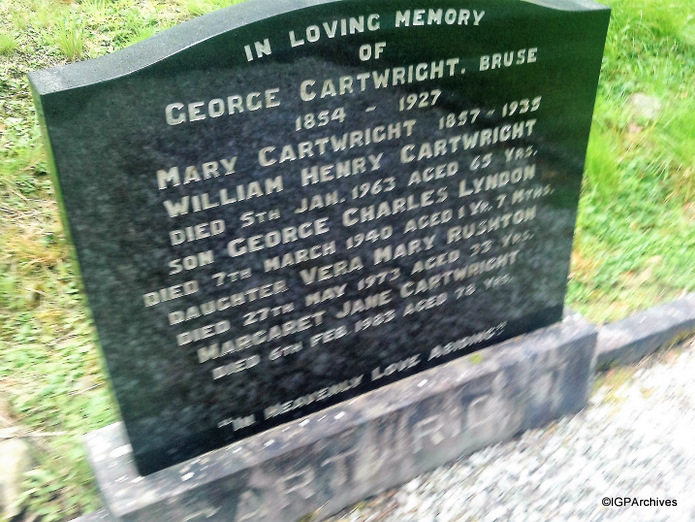 IN LOVING MEMORY
OF
GEORGE CARTWRIGHT. BRUSE
1854 - 1927
MARY CARTWRIGHT 1857 - 1935
WILLIAM HENRY CARTWRIGHT
DIED 5TH JAN. 1963 AGED 65 YRS.
SON GEORGE CHARLES LYNDON
DIED 7TH MARCH 1940 AGED 1 YR. 7 MTHS.
DAUGHTER VERA MARY RUSHTON
DIED 27TH MAY 1973 AGED 33 YRS.
MARGARET JANE CARTWRIGHT
DIED 6TH FEB. 1983 AGED 78 YRS.
"IN HEAVENLY LOVE ABIDING"
©IGPArchives